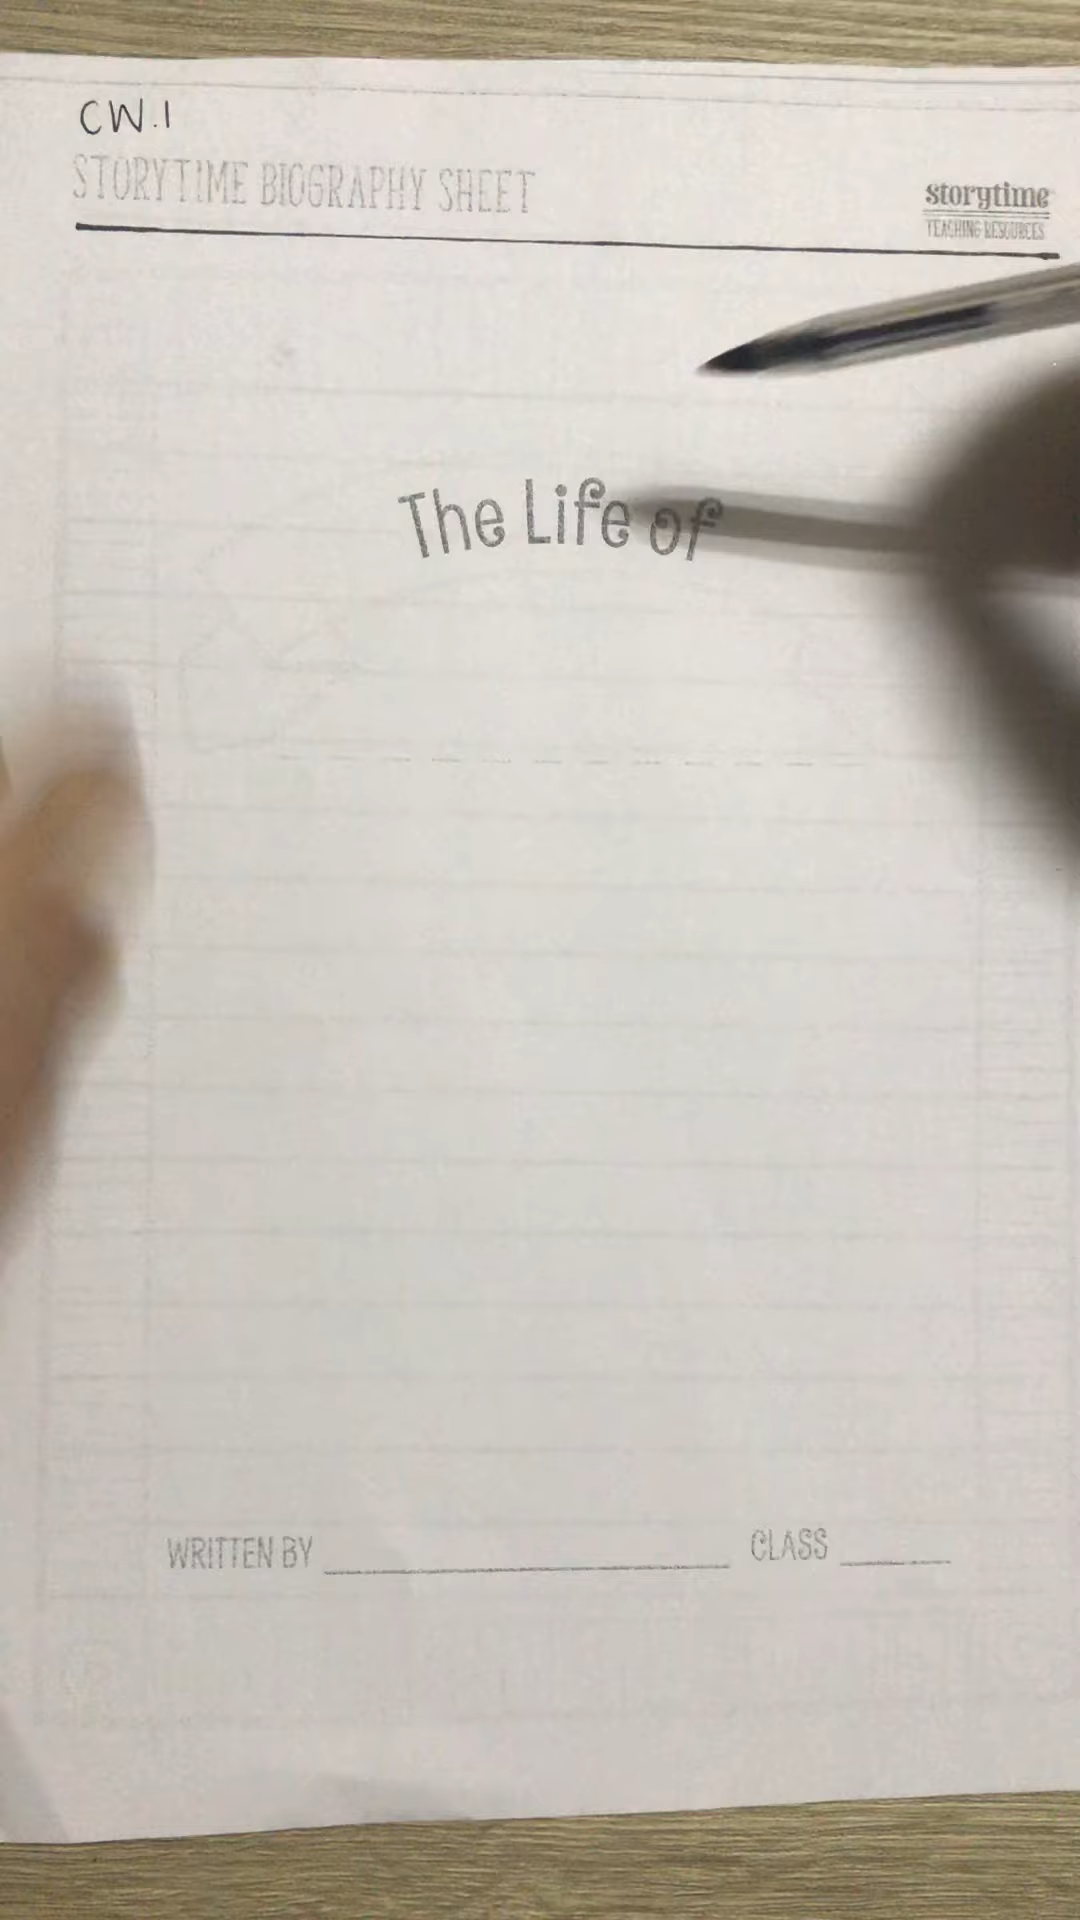 CW.1
STORYTIME BIOGRAPHY SHEET
storytime
TEACHING RESOURCES
The Life of
WRITTEN BY
CLASS